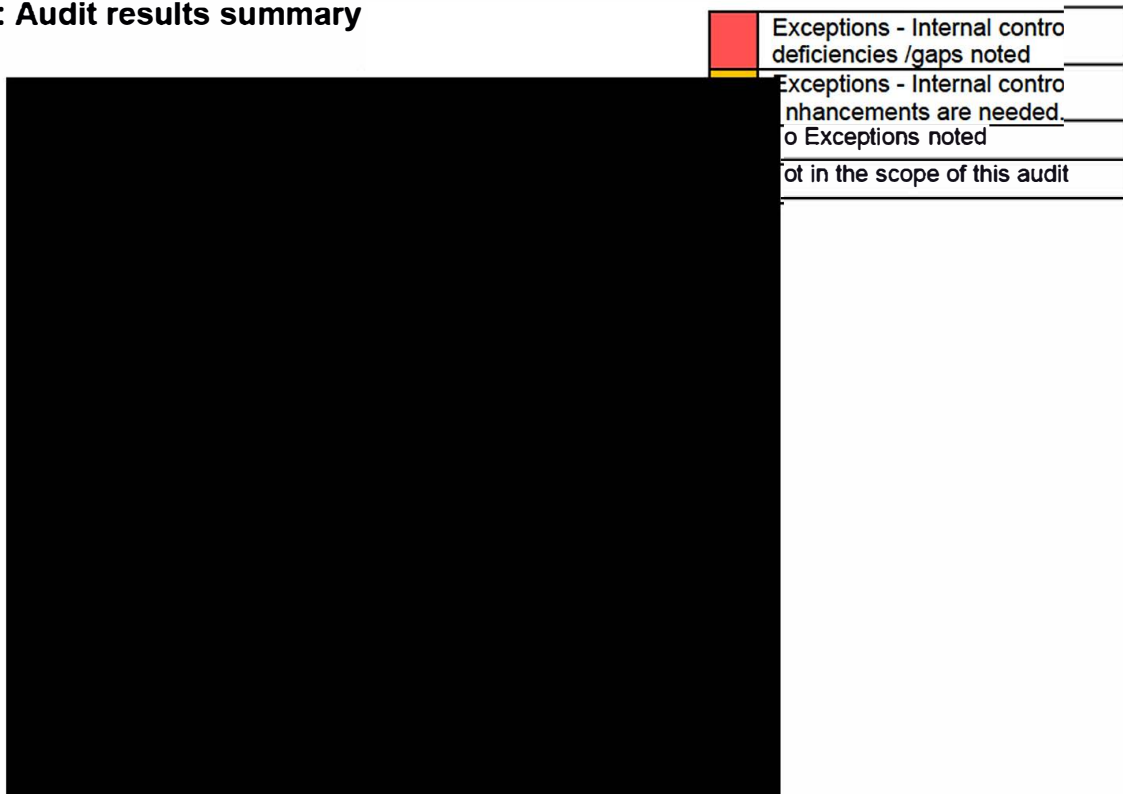 : Audit results summary
Exceptions - Internal contro
deficiencies /gaps noted
Exceptions - Internal contro
nhancements are needed.
o Exceptions noted
ot in the scope of this audit